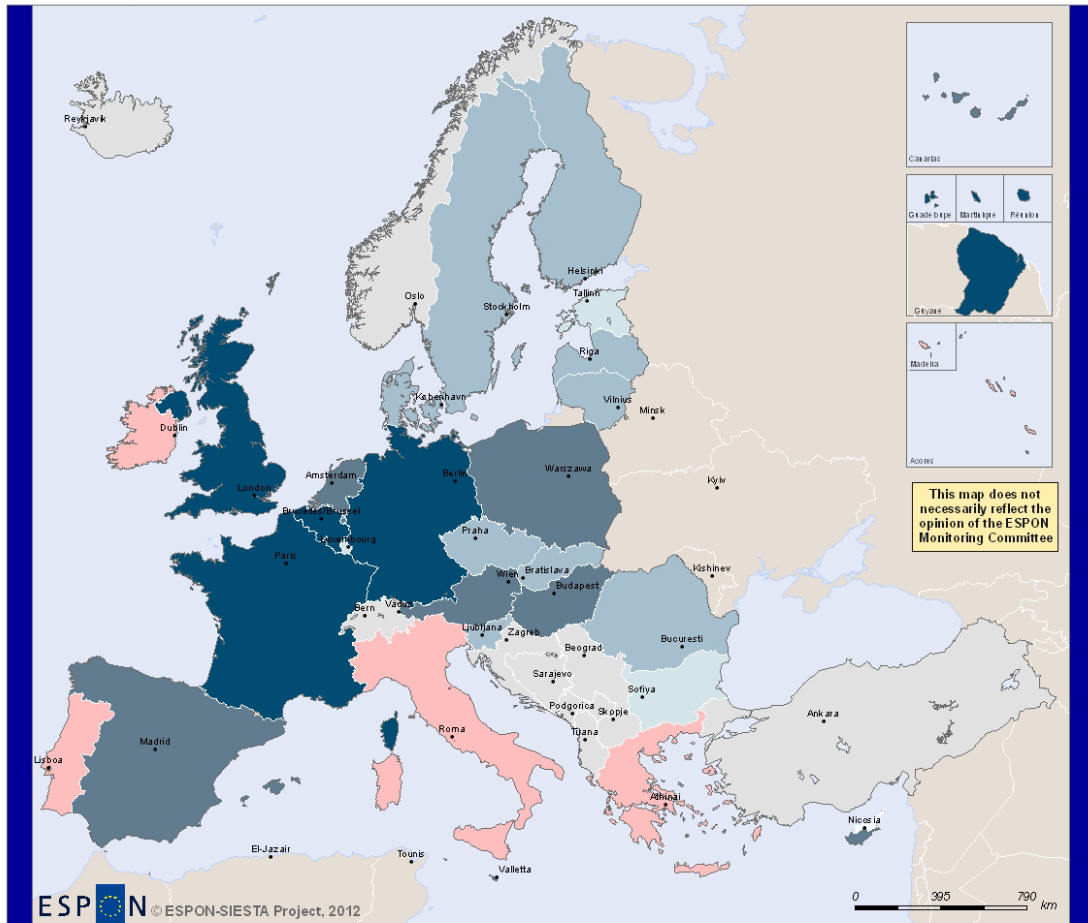 Reykjavik
Canarias
Guadeloupe
Martinique
Réunion
Guyane
Madeira
Acores
Helsinki
Tallinn
Oslo
Stockholm
Riga
København
Vilnius
Minsk
Dublin
Amsterdam
Berlin
Warszawa
London
Kyiv
Bruxelles/Brussel
Luxembourg
Praha
Paris
Wien
Bratislava
Budapest
Kishinev
Bern
Vaduz
Ljubljana
Zagreb
Bucuresti
Beograd
Sarajevo
Sofiya
Podgorica
Skopje
Ankara
Tirana
Roma
Madrid
Lisboa
Athinai
Nicosia
El-Jazair
Tounis
Valletta
This map does not
necessarily reflect the
opinion of the ESPON
Monitoring Committee
ESPON © ESPON-SIESTA Project, 2012
0 395 790 km